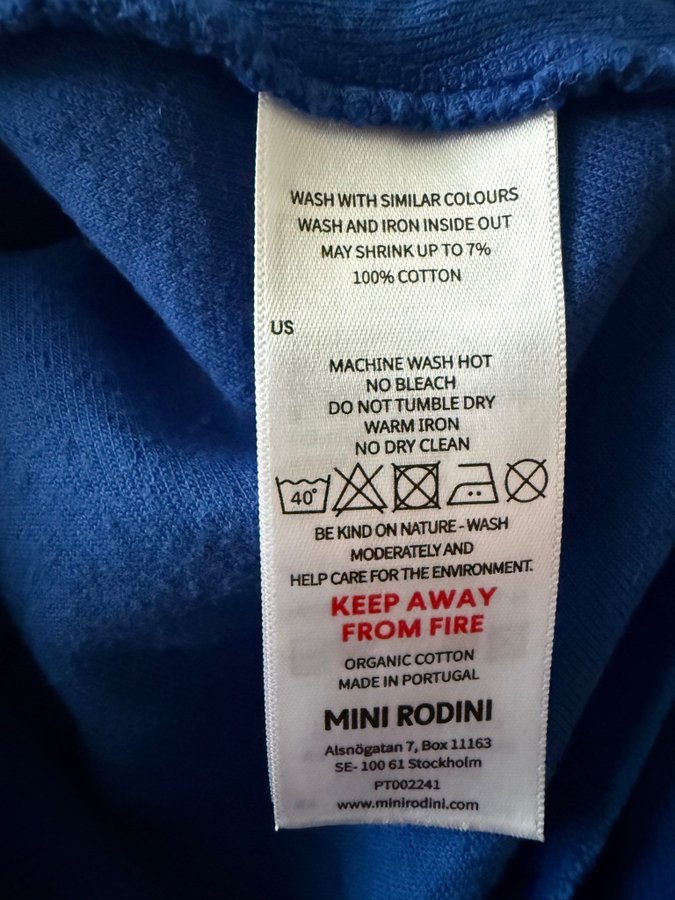 WASH WITH SIMILAR COLOURS
WASH AND IRON INSIDE OUT
MAY SHRINK UP TO 7%
100% COTTON
US
MACHINE WASH HOT
NO BLEACH
DO NOT TUMBLE DRY
WARM IRON
NO DRY CLEAN
40°
BE KIND ON NATURE - WASH
MODERATELY AND
HELP CARE FOR THE ENVIRONMENT.
KEEP AWAY
FROM FIRE
ORGANIC COTTON
MADE IN PORTUGAL
MINI RODINI
Alsnögatan 7, Box 11163
SE- 100 61 Stockholm
PT002241
www.minirodini.com